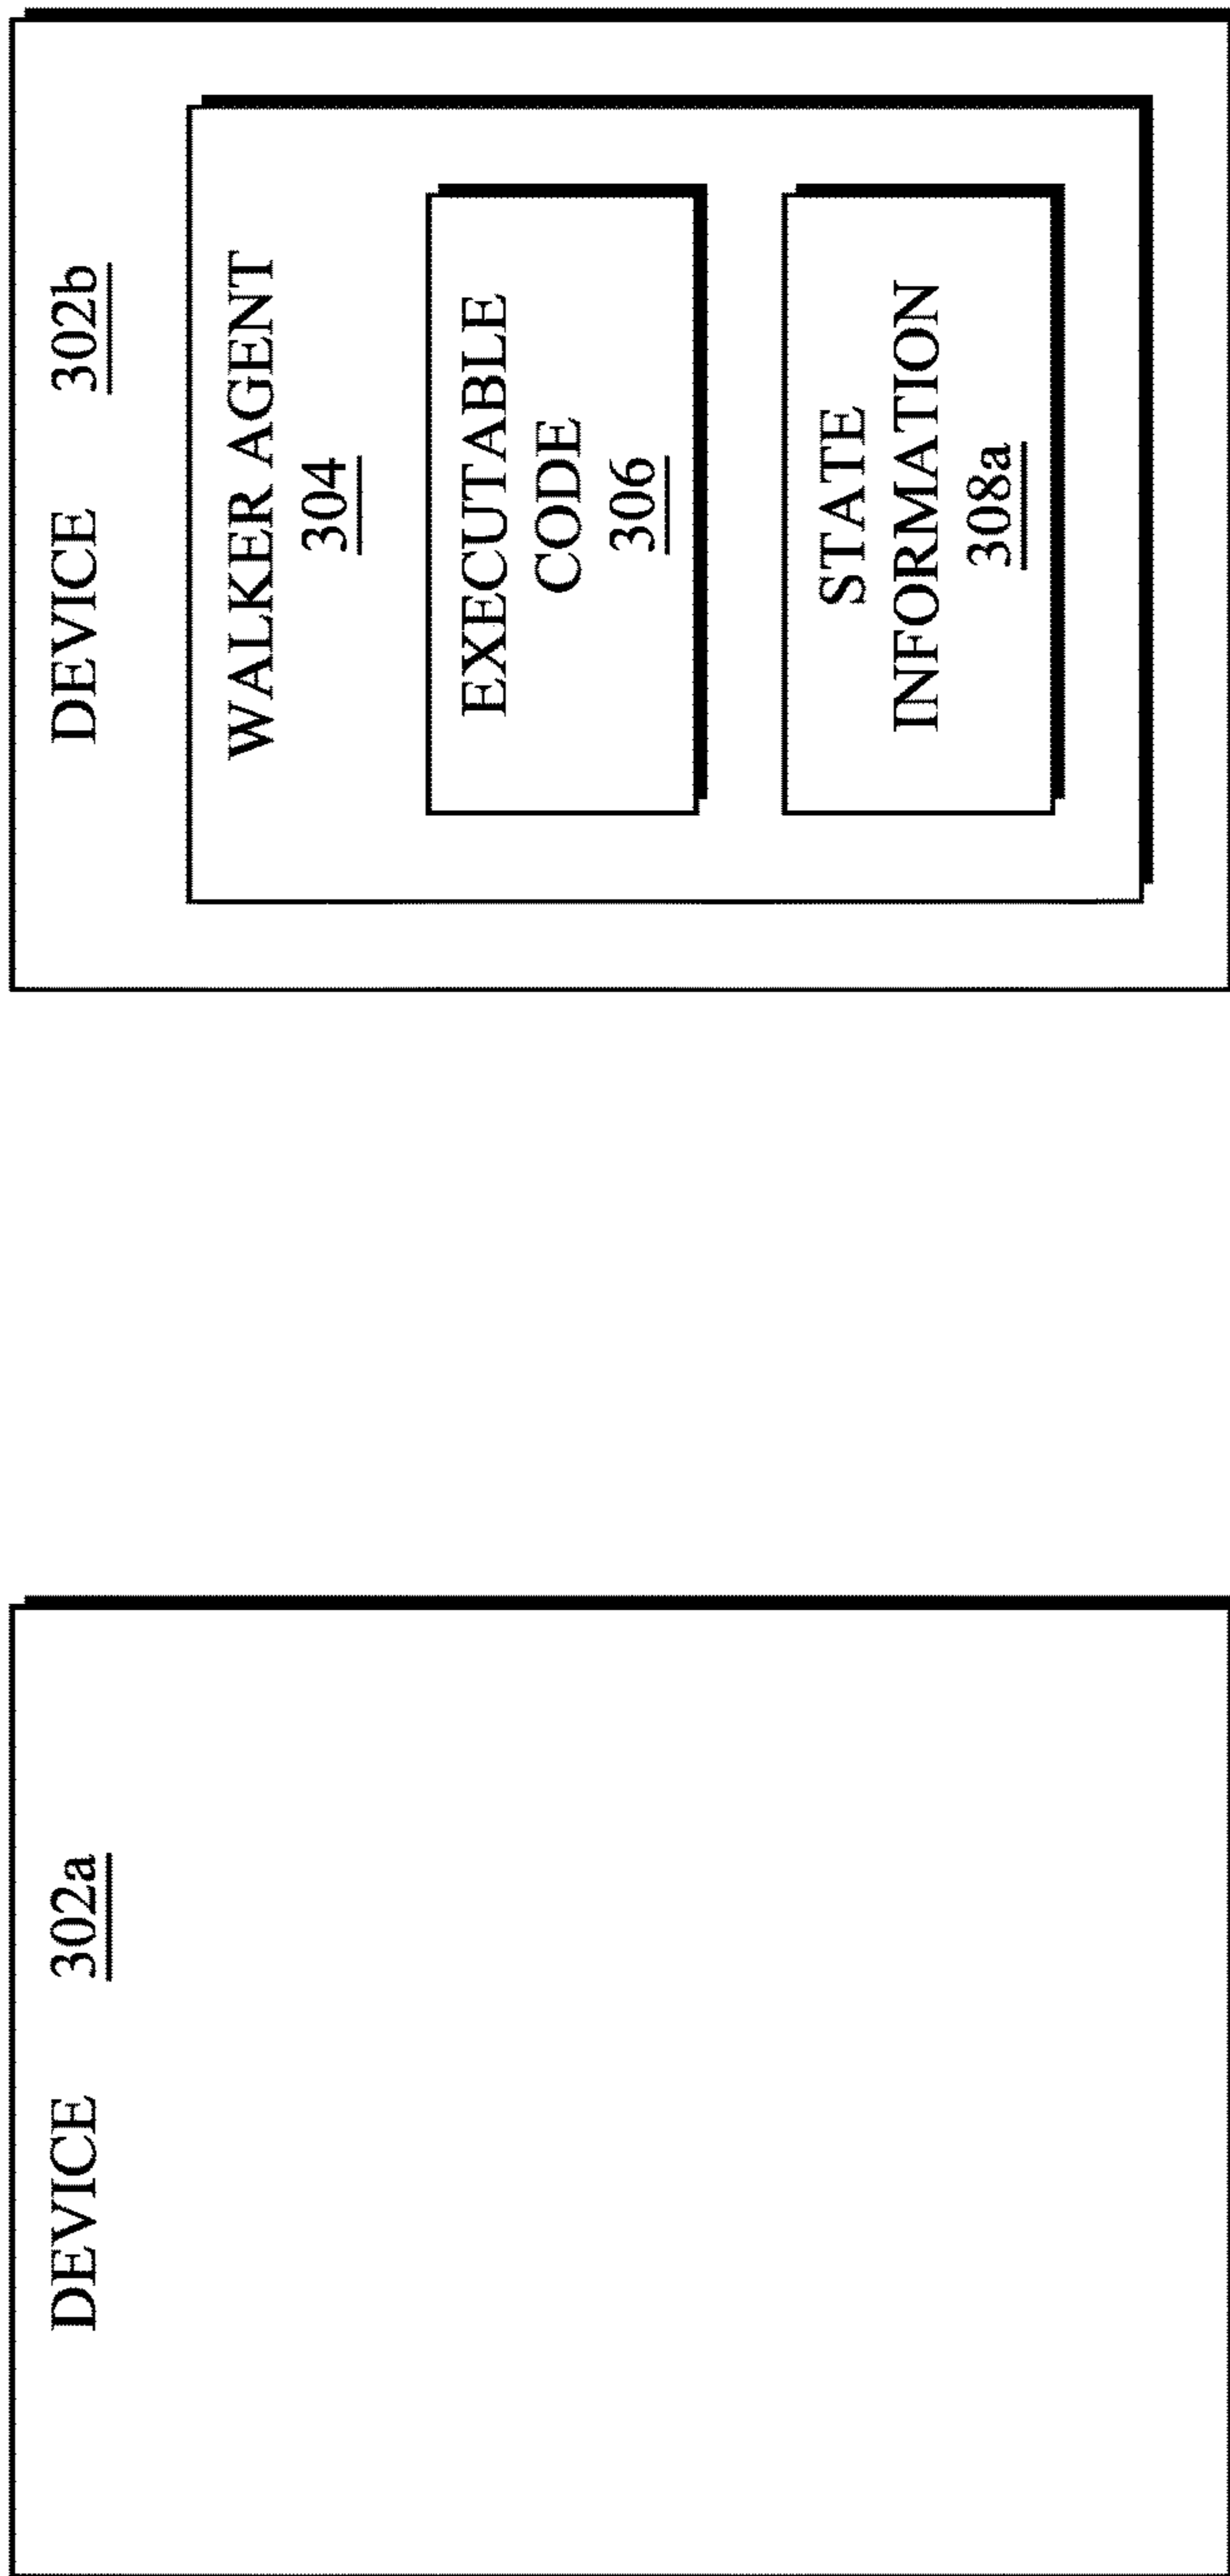 DEVICE 302a
DEVICE 302b
WALKER AGENT
304
EXECUTABLE
CODE
306
STATE
INFORMATION
308a